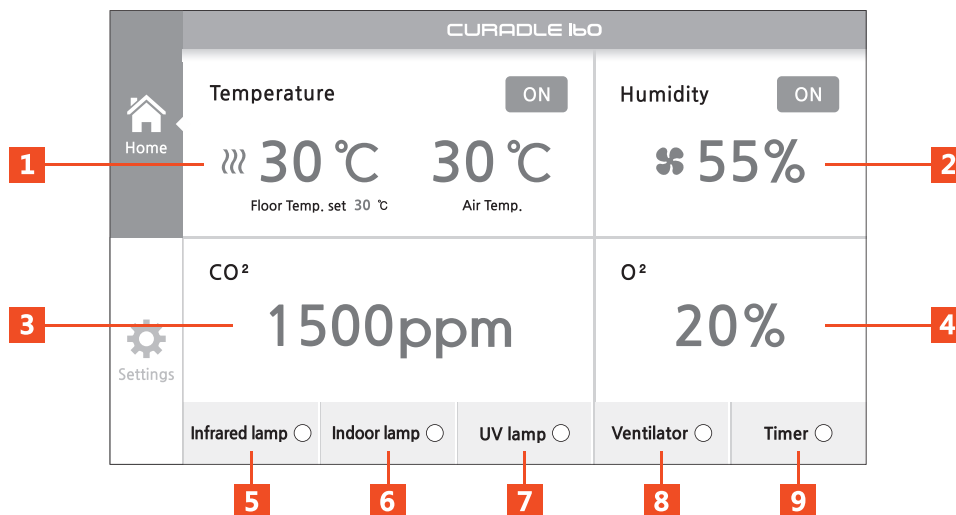 CURADLE 160
Home
Settings
Temperature ON
30 ℃ 30 ℃
Floor Temp. set 30 ℃ Air Temp.
Humidity ON
55%
CO²
1500ppm
O²
20%
Infrared lamp
Indoor lamp
UV lamp
Ventilator
Timer
1
2
3
4
5
6
7
8
9